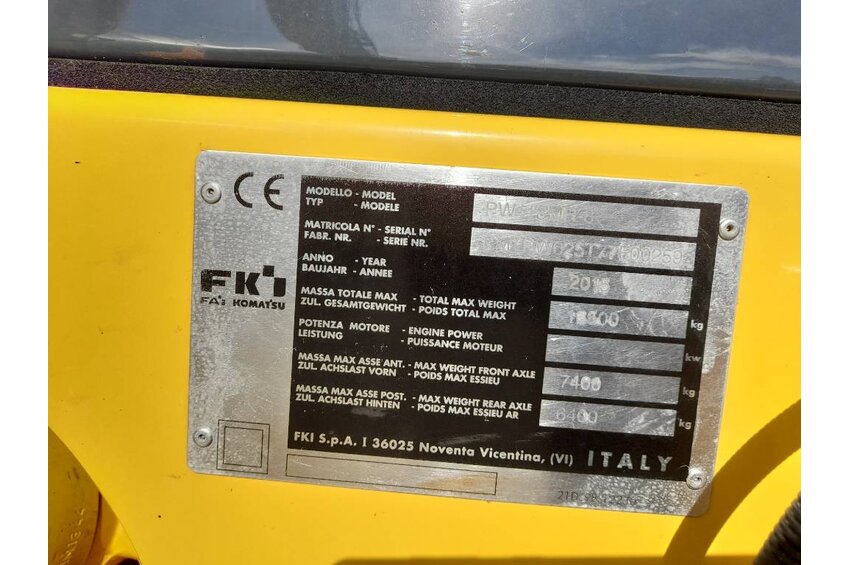 CE
MODELLO - MODEL
TYP - MODELE
MATRICOLA N° - SERIAL N°
FABR. NR. - SERIE NR.
ANNO - YEAR
BAUJAHR - ANNEE
FKI
FAI KOMATSU
MASSA TOTALE MAX - TOTAL MAX WEIGHT
ZUL. GESAMTGEWICHT - POIDS TOTAL MAX
kg
POTENZA MOTORE - ENGINE POWER
LEISTUNG - PUISSANCE MOTEUR
kw
MASSA MAX ASSE ANT. - MAX WEIGHT FRONT AXLE
ZUL. ACHSLAST VORN - POIDS MAX ESSIEU
7400 kg
MASSA MAX ASSE POST. - MAX WEIGHT REAR AXLE
ZUL. ACHSLAST HINTEN - POIDS MAX ESSIEU AR
6400 kg
FKI S.p.A. I 36025 Noventa Vicentina, (VI) ITALY